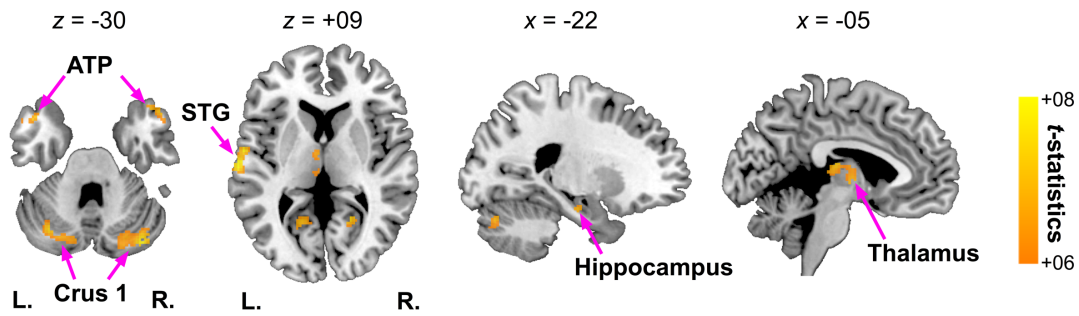 z = -30
z = +09
x = -22
x = -05
ATP
STG
+08
t-statistics
+06
Hippocampus
Thalamus
Crus 1
L.
R.
L.
R.